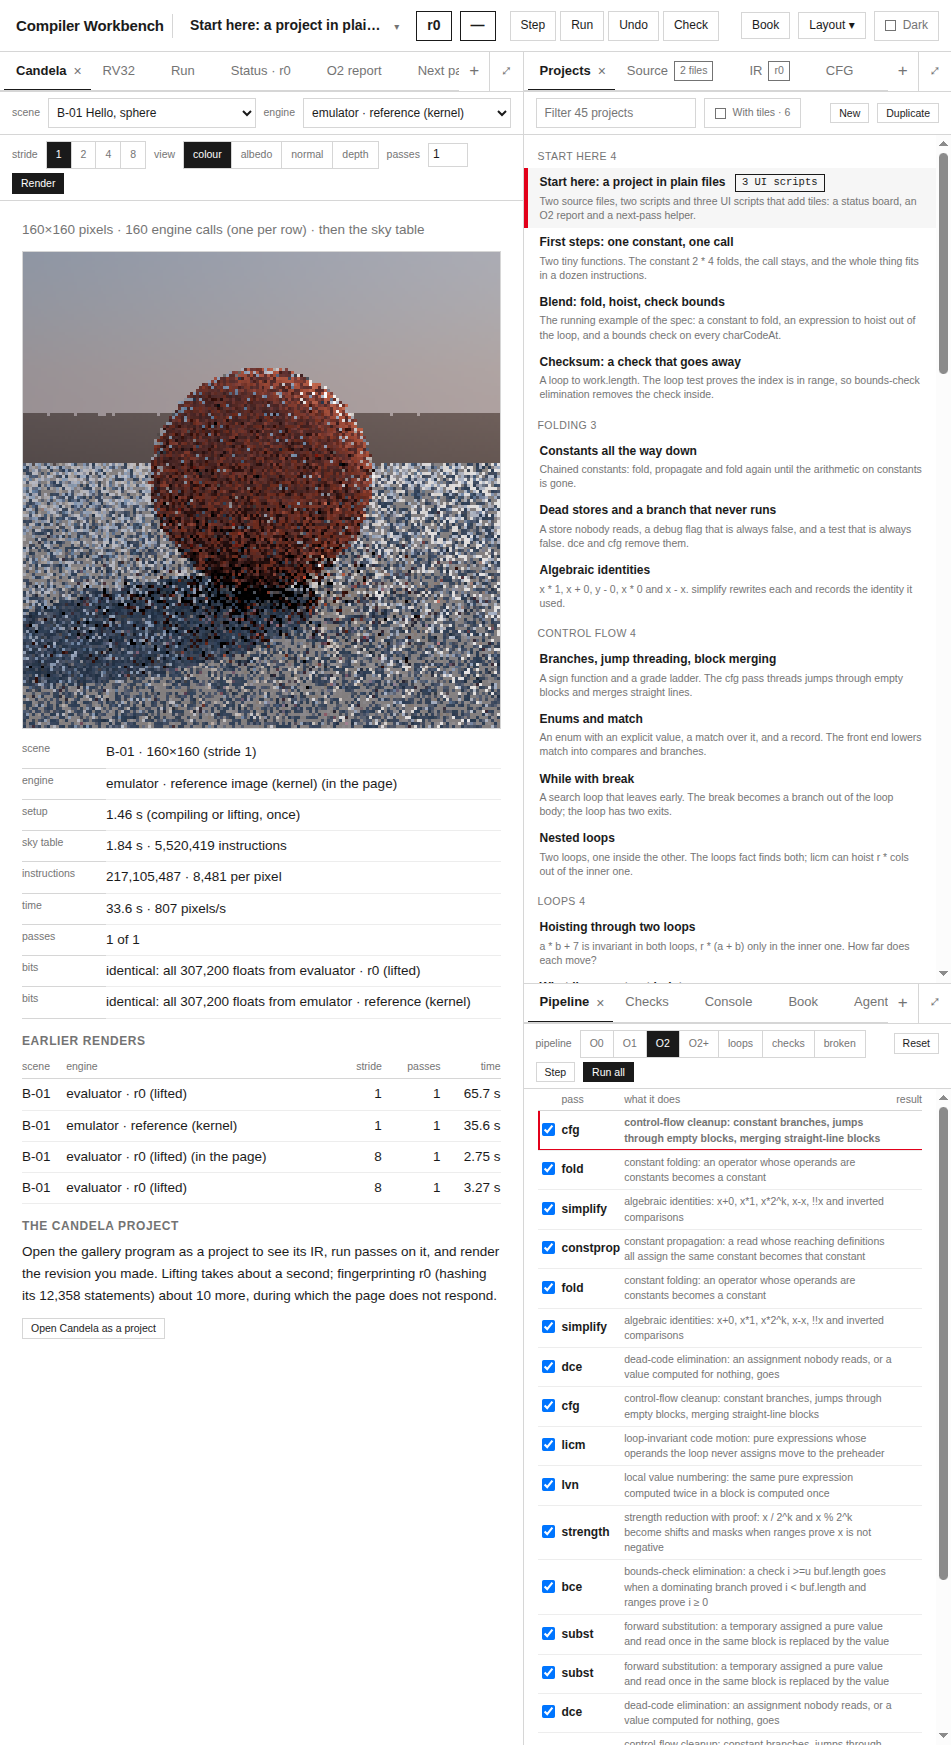 Compiler Workbench
Start here: a project in plai… ▾
r0
—
Step
Run
Undo
Check
Book
Layout ▾
Dark
Candela ×
RV32
Run
Status · r0
O2 report
Next pa
+
⤢
scene
B-01 Hello, sphere
engine
emulator · reference (kernel)
stride
1
2
4
8
view
colour
albedo
normal
depth
passes
1
Render
160×160 pixels · 160 engine calls (one per row) · then the sky table
scene B-01 · 160×160 (stride 1)
engine emulator · reference image (kernel) (in the page)
setup 1.46 s (compiling or lifting, once)
sky table 1.84 s · 5,520,419 instructions
instructions 217,105,487 · 8,481 per pixel
time 33.6 s · 807 pixels/s
passes 1 of 1
bits identical: all 307,200 floats from evaluator · r0 (lifted)
bits identical: all 307,200 floats from emulator · reference (kernel)
EARLIER RENDERS
scene engine stride passes time
B-01 evaluator · r0 (lifted) 1 1 65.7 s
B-01 emulator · reference (kernel) 1 1 35.6 s
B-01 evaluator · r0 (lifted) (in the page) 8 1 2.75 s
B-01 evaluator · r0 (lifted) 8 1 3.27 s
THE CANDELA PROJECT
Open the gallery program as a project to see its IR, run passes on it, and render
the revision you made. Lifting takes about a second; fingerprinting r0 (hashing
its 12,358 statements) about 10 more, during which the page does not respond.
Open Candela as a project
Projects ×
Source 2 files
IR r0
CFG
+
⤢
Filter 45 projects
With tiles · 6
New
Duplicate
START HERE 4
Start here: a project in plain files 3 UI scripts
Two source files, two scripts and three UI scripts that add tiles: a status board, an
O2 report and a next-pass helper.
First steps: one constant, one call
Two tiny functions. The constant 2 * 4 folds, the call stays, and the whole thing fits
in a dozen instructions.
Blend: fold, hoist, check bounds
The running example of the spec: a constant to fold, an expression to hoist out of
the loop, and a bounds check on every charCodeAt.
Checksum: a check that goes away
A loop to work.length. The loop test proves the index is in range, so bounds-check
elimination removes the check inside.
FOLDING 3
Constants all the way down
Chained constants: fold, propagate and fold again until the arithmetic on constants
is gone.
Dead stores and a branch that never runs
A store nobody reads, a debug flag that is always false, and a test that is always
false. dce and cfg remove them.
Algebraic identities
x * 1, x + 0, y - 0, x * 0 and x - x. simplify rewrites each and records the identity it
used.
CONTROL FLOW 4
Branches, jump threading, block merging
A sign function and a grade ladder. The cfg pass threads jumps through empty
blocks and merges straight lines.
Enums and match
An enum with an explicit value, a match over it, and a record. The front end lowers
match into compares and branches.
While with break
A search loop that leaves early. The break becomes a branch out of the loop
body; the loop has two exits.
Nested loops
Two loops, one inside the other. The loops fact finds both; licm can hoist r * cols
out of the inner one.
LOOPS 4
Hoisting through two loops
a * b + 7 is invariant in both loops, r * (a + b) only in the inner one. How far does
each move?
Pipeline ×
Checks
Console
Book
Agent
+
⤢
pipeline
O0
O1
O2
O2+
loops
checks
broken
Reset
Step
Run all
pass what it does result
cfg control-flow cleanup: constant branches, jumps
through empty blocks, merging straight-line blocks
fold constant folding: an operator whose operands are
constants becomes a constant
simplify algebraic identities: x+0, x*1, x*2^k, x-x, !!x and inverted
comparisons
constprop constant propagation: a read whose reaching definitions
all assign the same constant becomes that constant
fold constant folding: an operator whose operands are
constants becomes a constant
simplify algebraic identities: x+0, x*1, x*2^k, x-x, !!x and inverted
comparisons
dce dead-code elimination: an assignment nobody reads, or a
value computed for nothing, goes
cfg control-flow cleanup: constant branches, jumps through
empty blocks, merging straight-line blocks
licm loop-invariant code motion: pure expressions whose
operands the loop never assigns move to the preheader
lvn local value numbering: the same pure expression
computed twice in a block is computed once
strength strength reduction with proof: x / 2^k and x % 2^k
become shifts and masks when ranges prove x is not
negative
bce bounds-check elimination: a check i >=u buf.length goes
when a dominating branch proved i < buf.length and
ranges prove i ≥ 0
subst forward substitution: a temporary assigned a pure value
and read once in the same block is replaced by the value
subst forward substitution: a temporary assigned a pure value
and read once in the same block is replaced by the value
dce dead-code elimination: an assignment nobody reads, or a
value computed for nothing, goes
control-flow cleanup: constant branches, jumps through